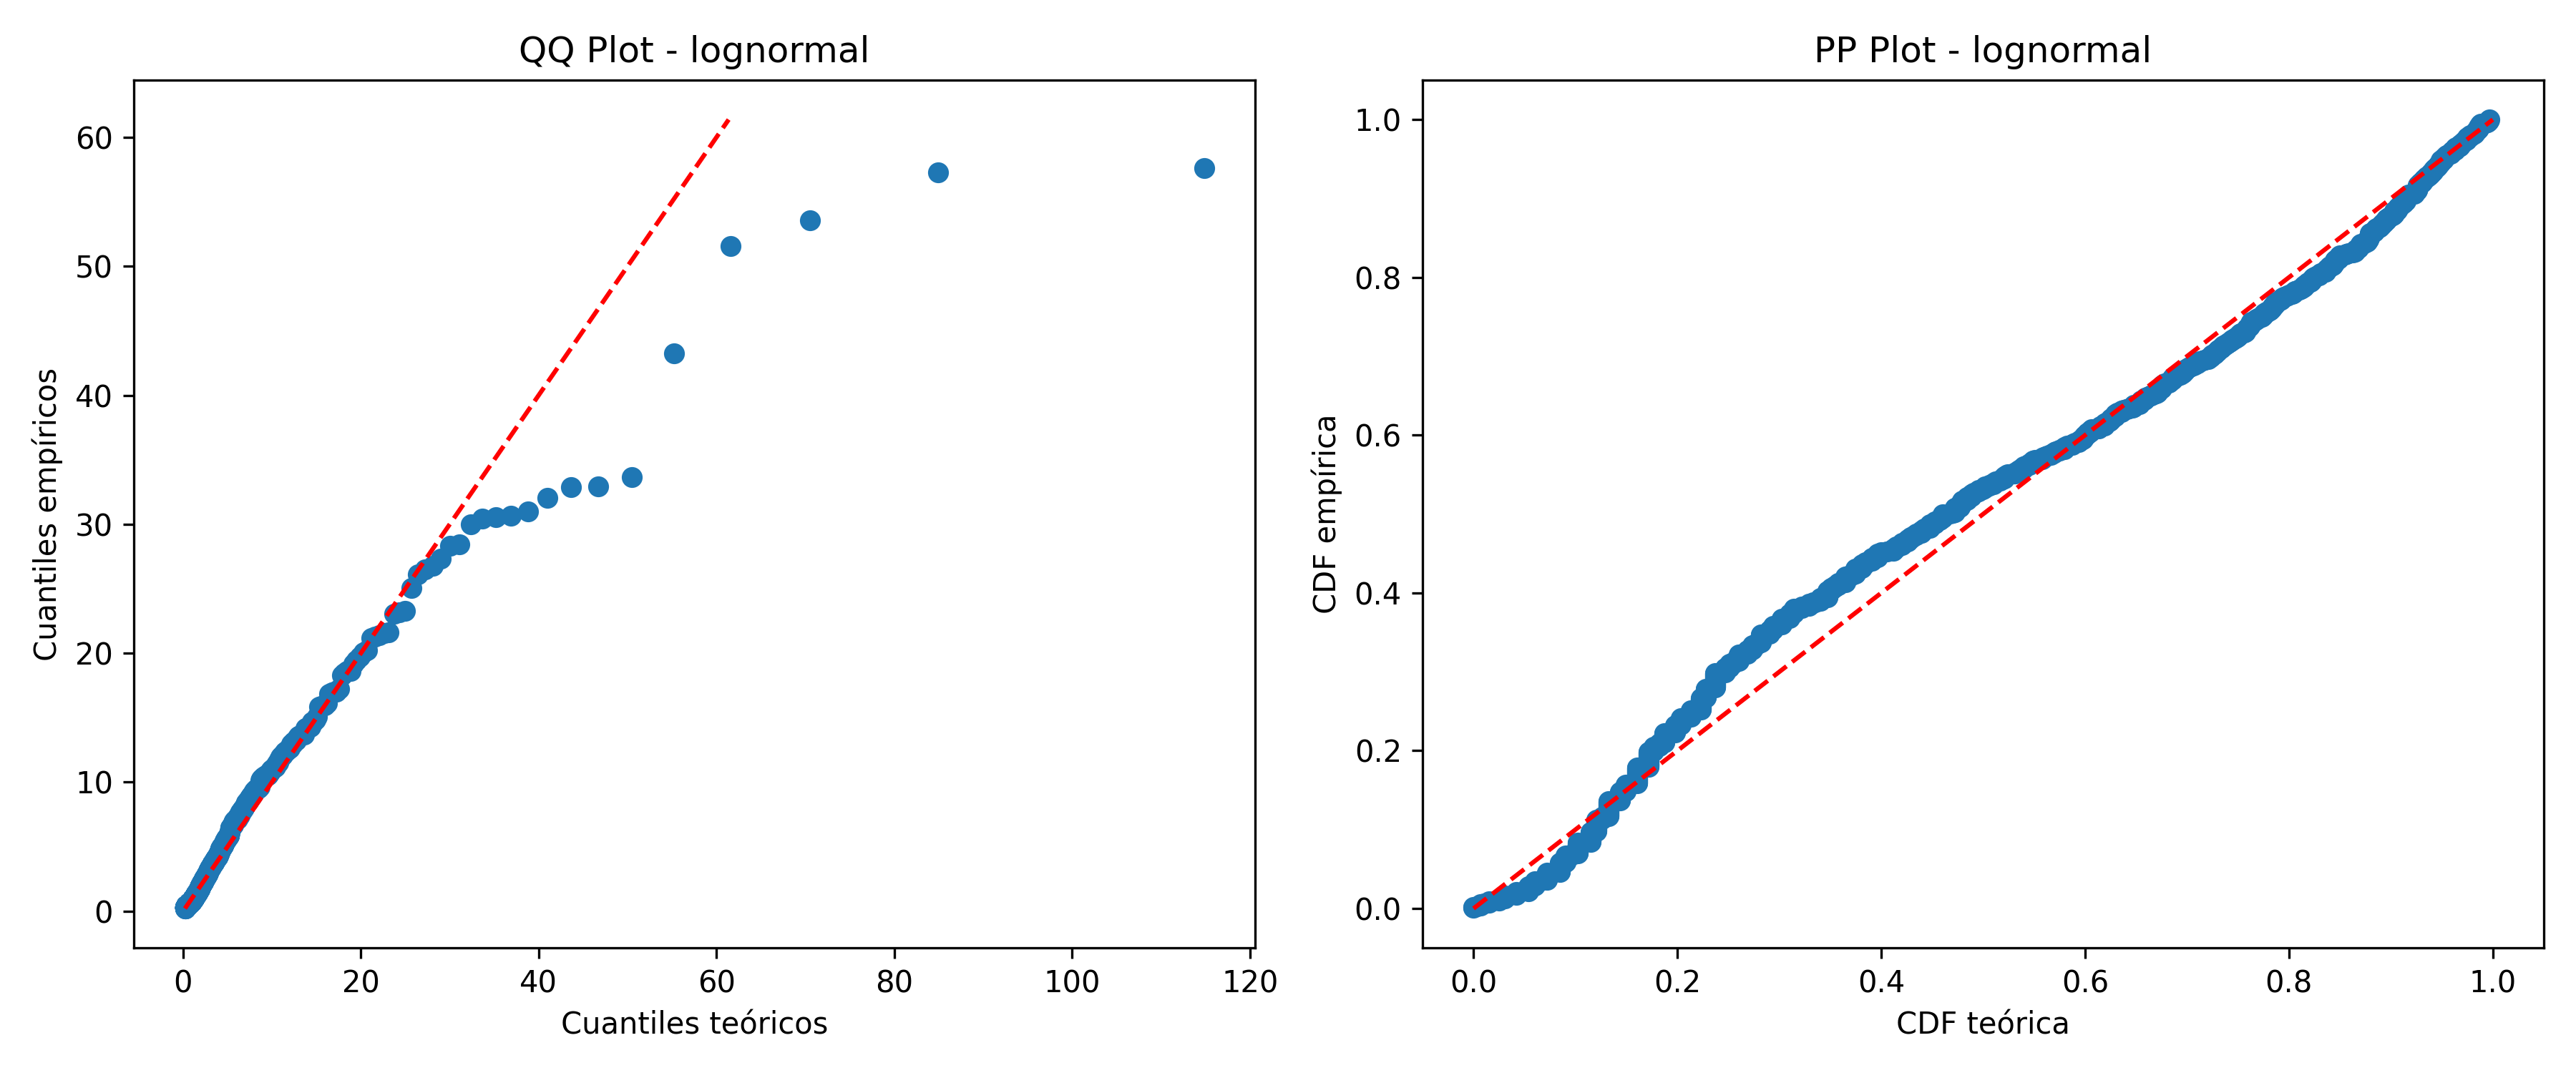 QQ Plot - lognormal
Cuantiles empíricos
60
50
40
30
20
10
0
0 20 40 60 80 100 120
Cuantiles teóricos
PP Plot - lognormal
CDF empírica
1.0
0.8
0.6
0.4
0.2
0.0
0.0 0.2 0.4 0.6 0.8 1.0
CDF teórica